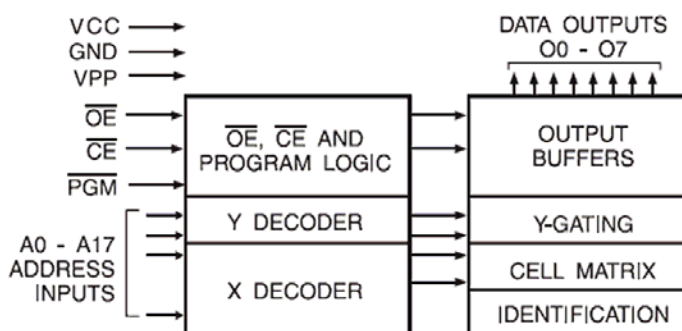 VCC
GND
VPP
OE
CE
PGM
A0 - A17
ADDRESS
INPUTS
OE, CE AND
PROGRAM LOGIC
Y DECODER
X DECODER
DATA OUTPUTS
O0 - O7
OUTPUT
BUFFERS
Y-GATING
CELL MATRIX
IDENTIFICATION